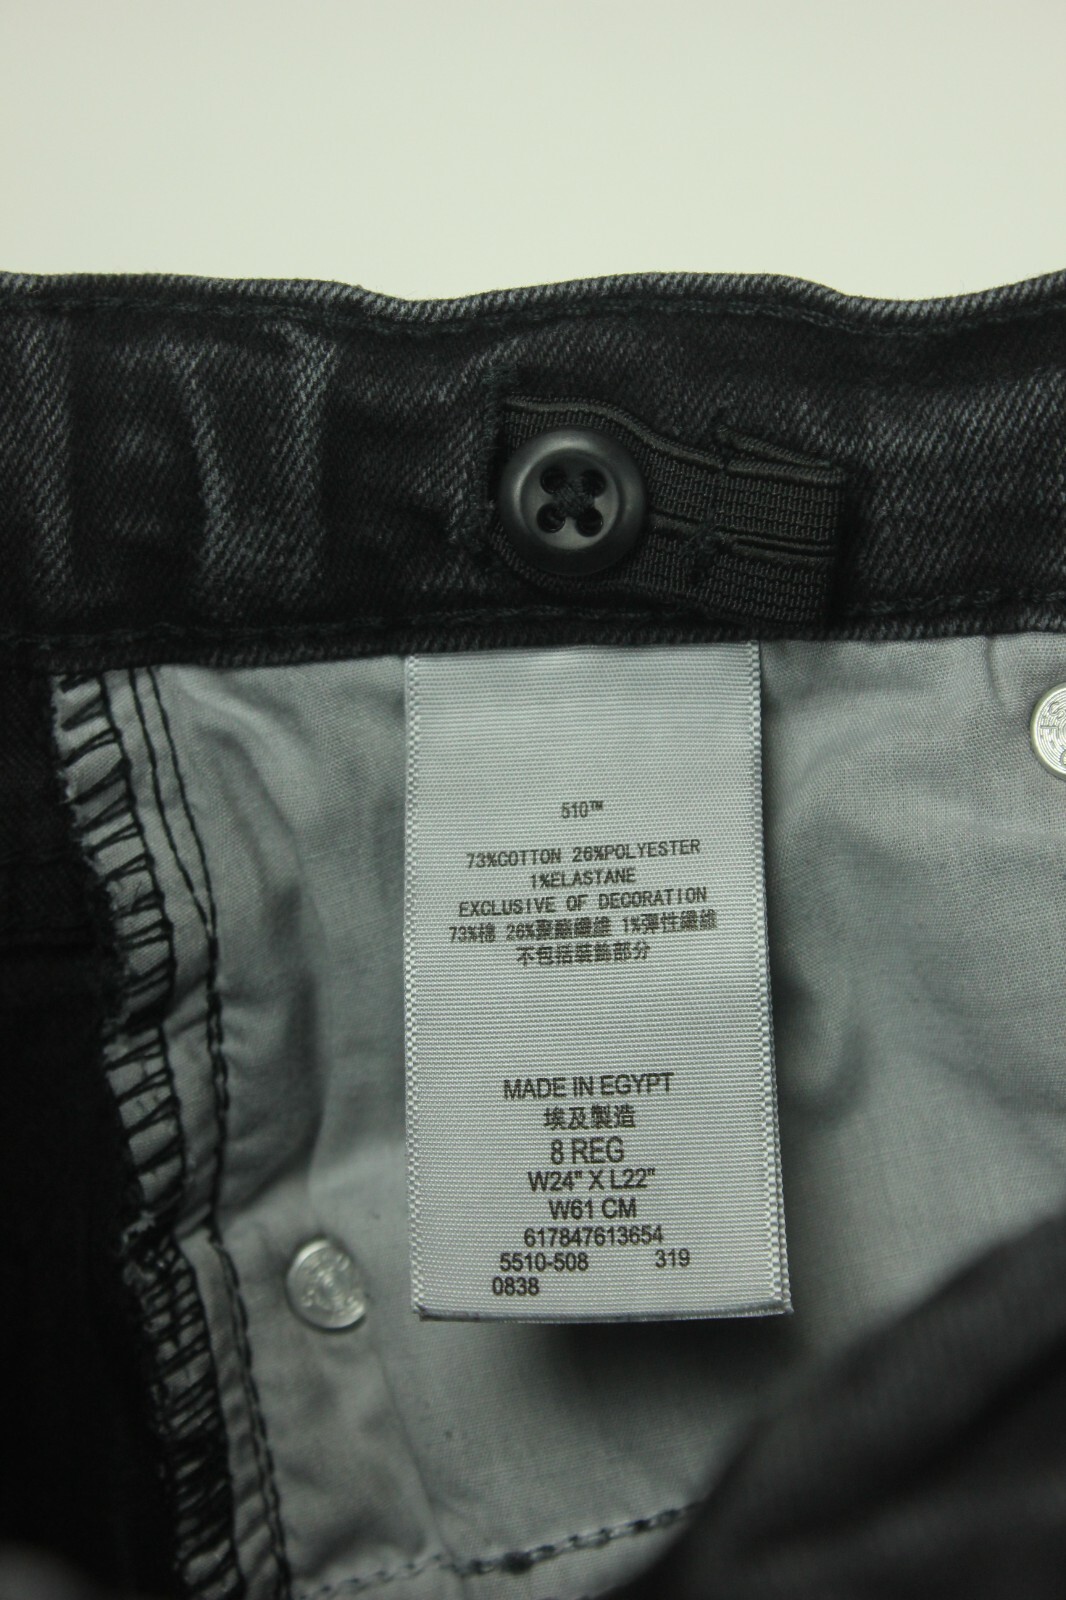 510™
73%COTTON 26%POLYESTER
1%ELASTANE
EXCLUSIVE OF DECORATION
73%棉 26%聚酯纖維 1%彈性纖維
不包括裝飾部分
MADE IN EGYPT
埃及製造
8 REG
W24" X L22"
W61 CM
617847613654
5510-508 319
0838